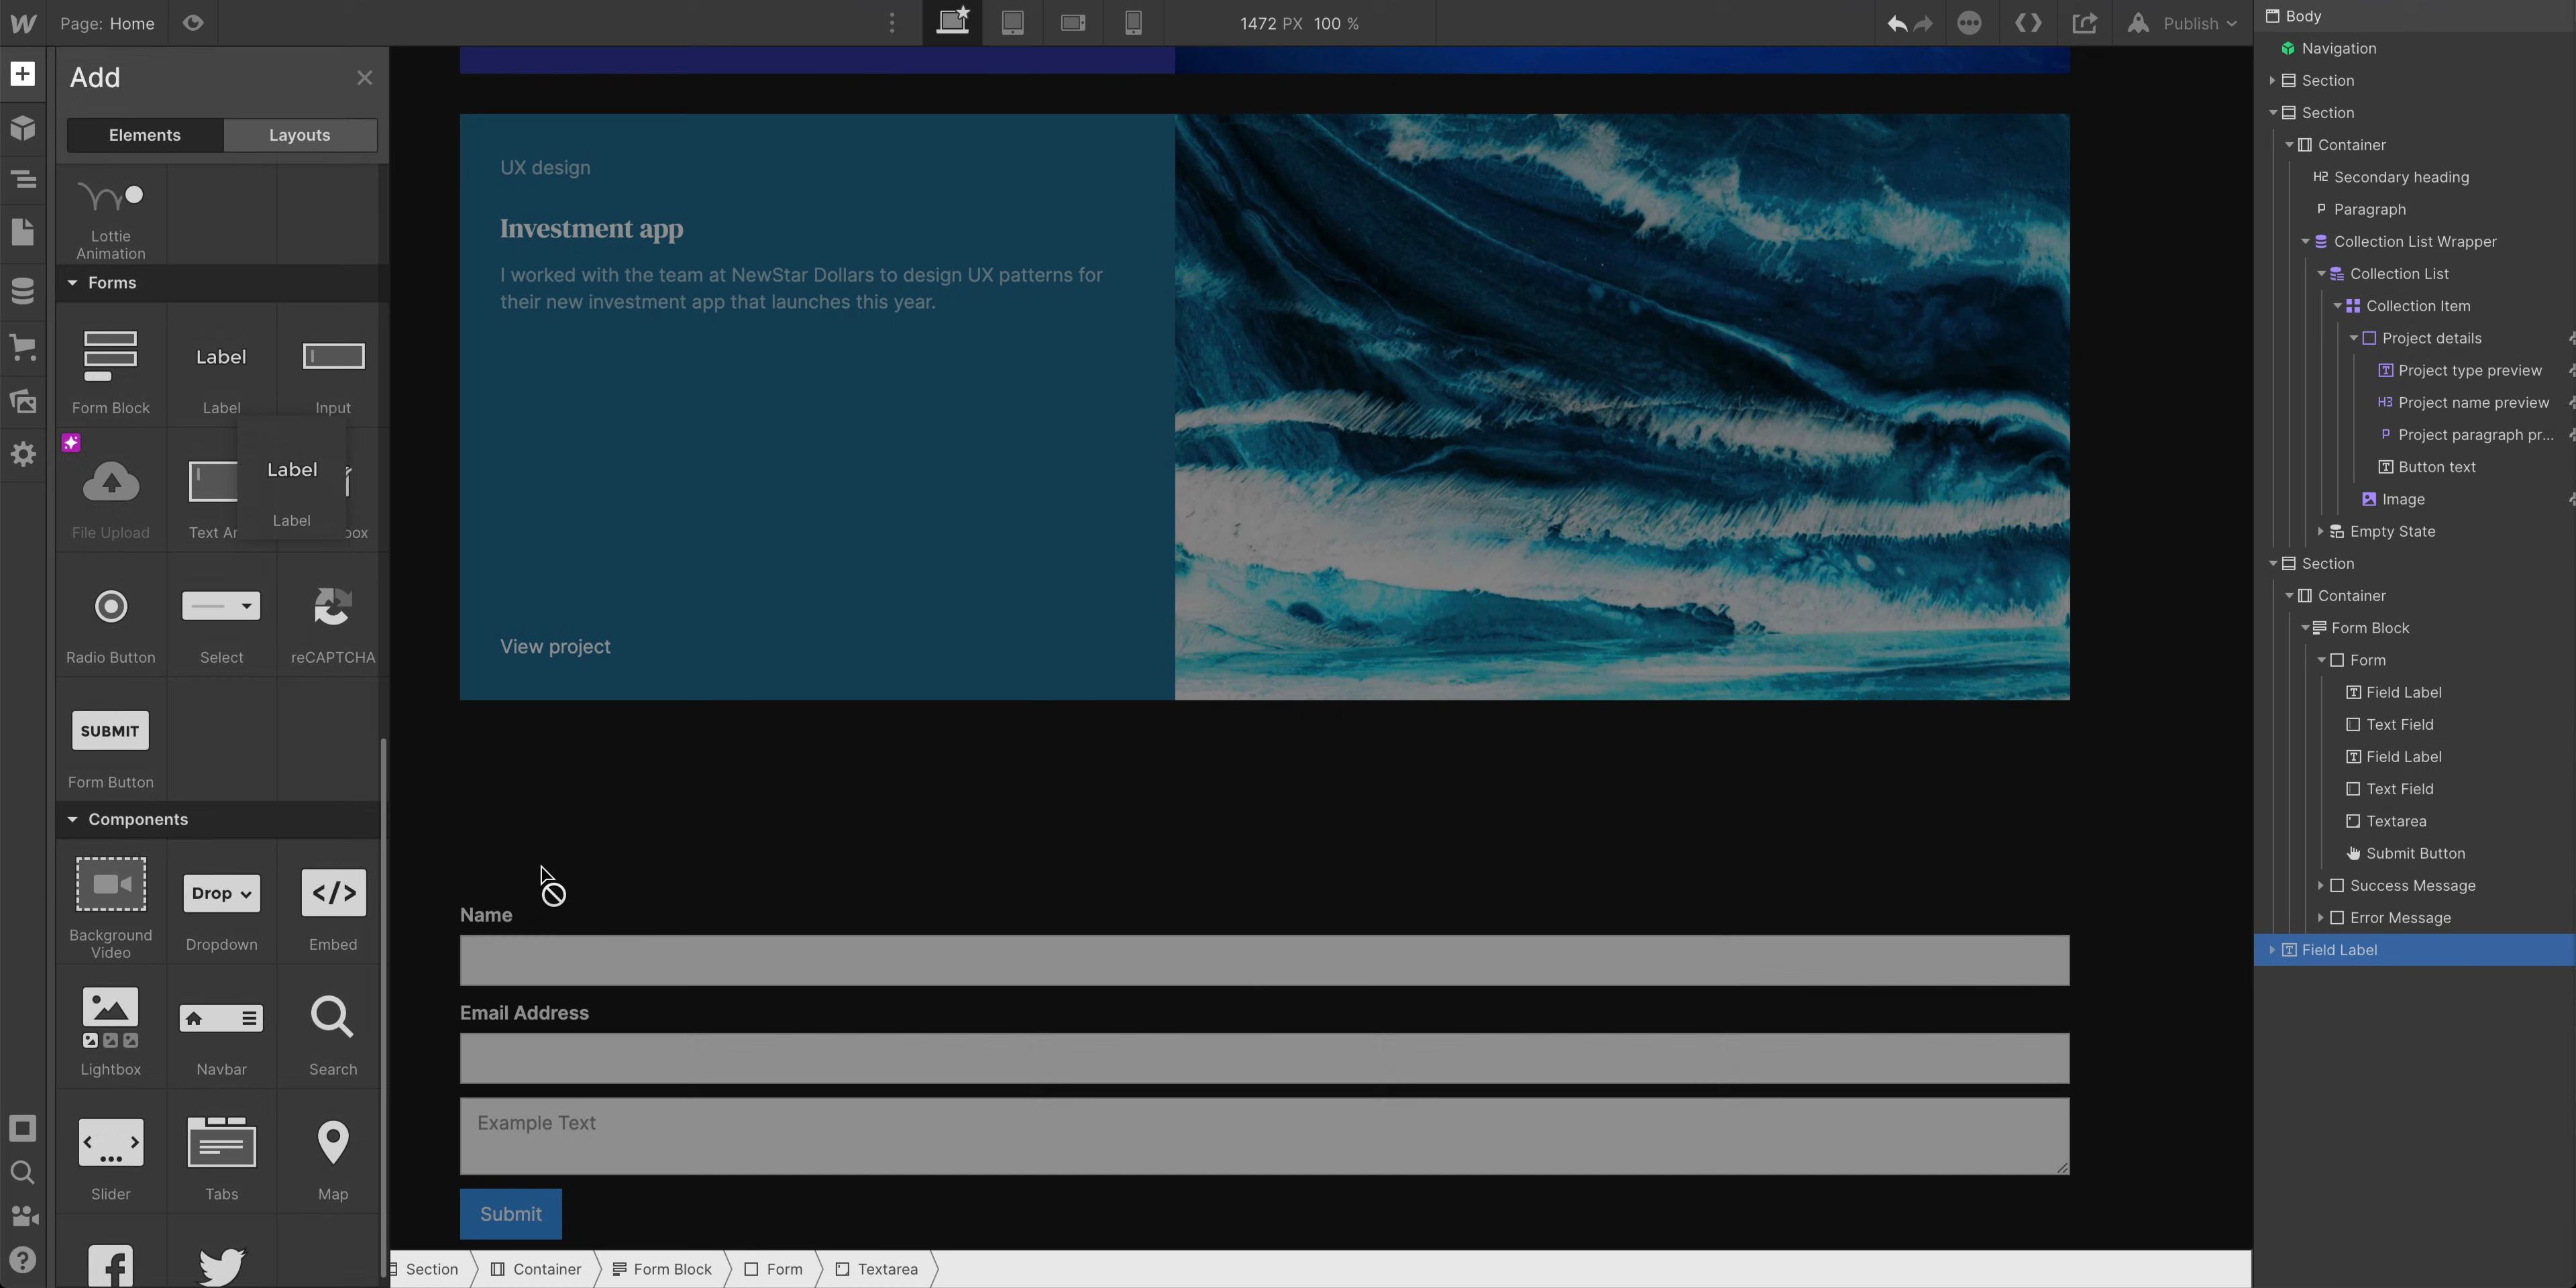 Page: Home
1472 PX 100 %
Publish
Add
Elements
Layouts
Lottie
Animation
Forms
Label
Form Block
Label
Input
Label
File Upload
Text Ar
Label
box
Radio Button
Select
reCAPTCHA
SUBMIT
Form Button
Components
Drop
</>
Background
Video
Dropdown
Embed
Lightbox
Navbar
Search
Slider
Tabs
Map
UX design
Investment app
I worked with the team at NewStar Dollars to design UX patterns for
their new investment app that launches this year.
View project
Name
Email Address
Example Text
Submit
Section
Container
Form Block
Form
Textarea
Body
Navigation
Section
Section
Container
H2 Secondary heading
P Paragraph
Collection List Wrapper
Collection List
Collection Item
Project details
T Project type preview
H3 Project name preview
P Project paragraph pr...
T Button text
Image
Empty State
Section
Container
Form Block
Form
T Field Label
Text Field
T Field Label
Text Field
Textarea
Submit Button
Success Message
Error Message
T Field Label